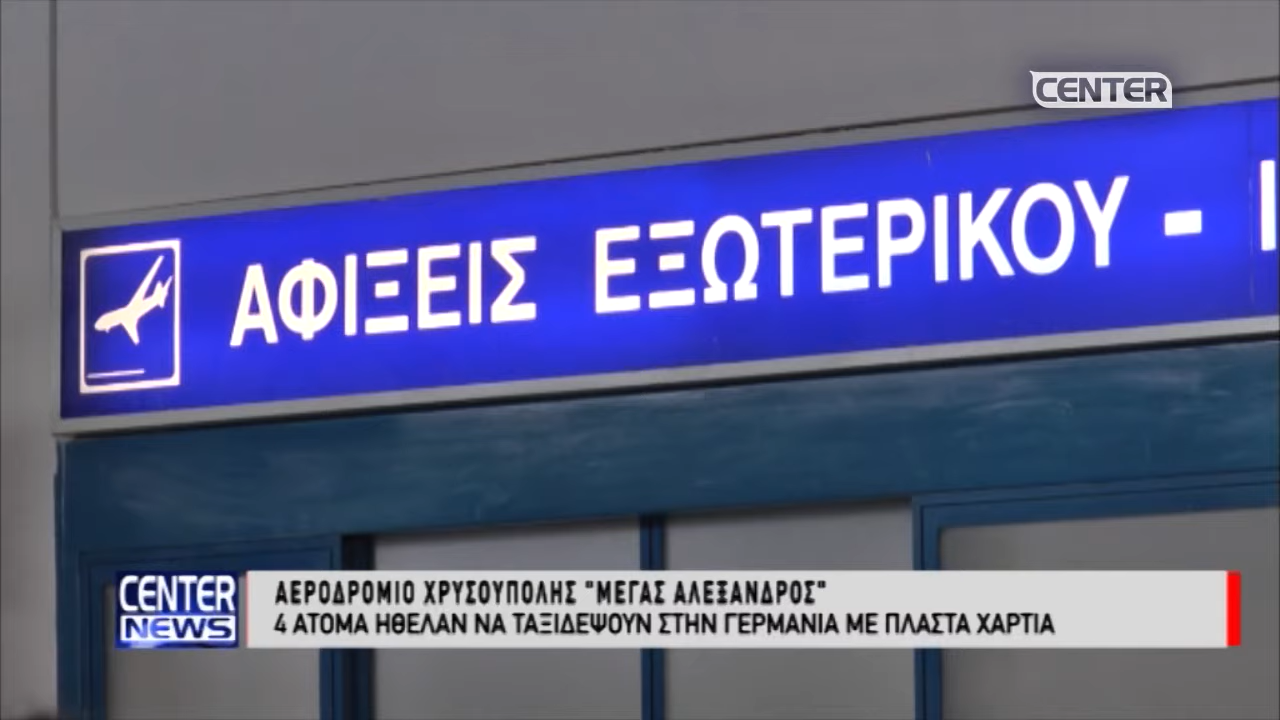 CENTER
ΑΦΙΞΕΙΣ ΕΞΩΤΕΡΙΚΟΥ -
CENTER NEWS
ΑΕΡΟΔΡΟΜΙΟ ΧΡΥΣΟΥΠΟΛΗΣ "ΜΕΓΑΣ ΑΛΕΞΑΝΔΡΟΣ"
4 ΑΤΟΜΑ ΗΘΕΛΑΝ ΝΑ ΤΑΞΙΔΕΨΟΥΝ ΣΤΗΝ ΓΕΡΜΑΝΙΑ ΜΕ ΠΛΑΣΤΑ ΧΑΡΤΙΑ